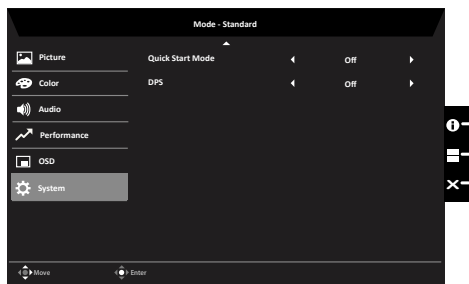 Mode - Standard
Picture
Quick Start Mode
Off
Color
DPS
Off
Audio
Performance
OSD
System
Move
Enter